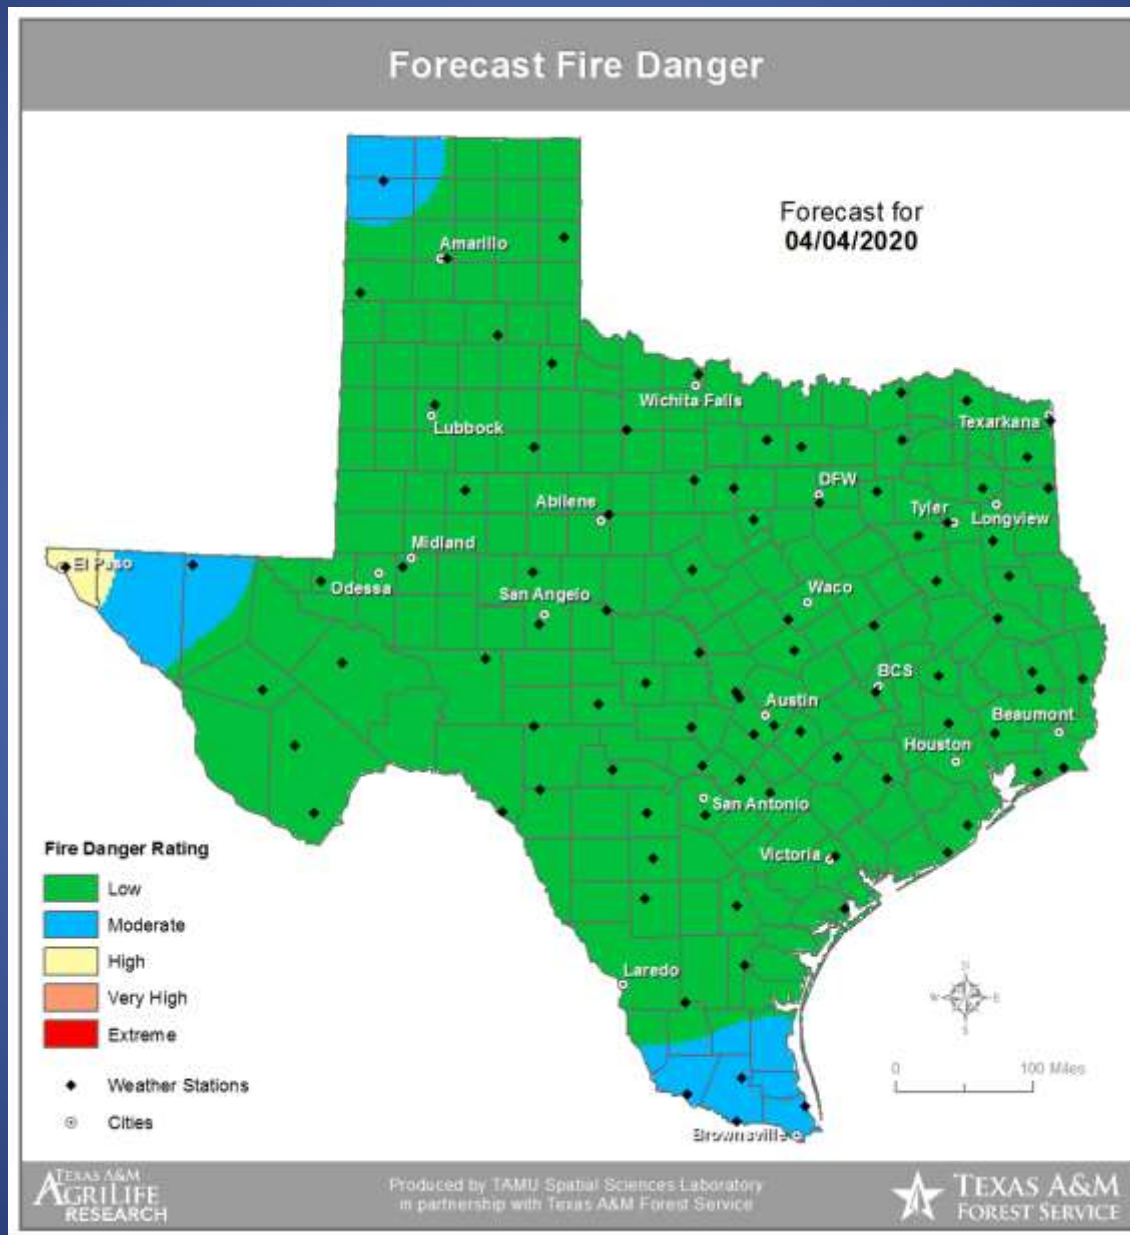 Forecast Fire Danger
Forecast for
04/04/2020
Amarillo
Wichita Falls
Lubbock
Texarkana
DFW
Abilene
Tyler
Longview
Midland
El Paso
Odessa
San Angelo
Waco
BCS
Austin
Beaumont
Houston
San Antonio
Victoria
Laredo
Brownsville
Fire Danger Rating
Low
Moderate
High
Very High
Extreme
Weather Stations
Cities
N
W E
S
0 100 Miles
TEXAS A&M
AGRILIFE
RESEARCH
Produced by TAMU Spatial Sciences Laboratory
in partnership with Texas A&M Forest Service
TEXAS A&M
FOREST SERVICE